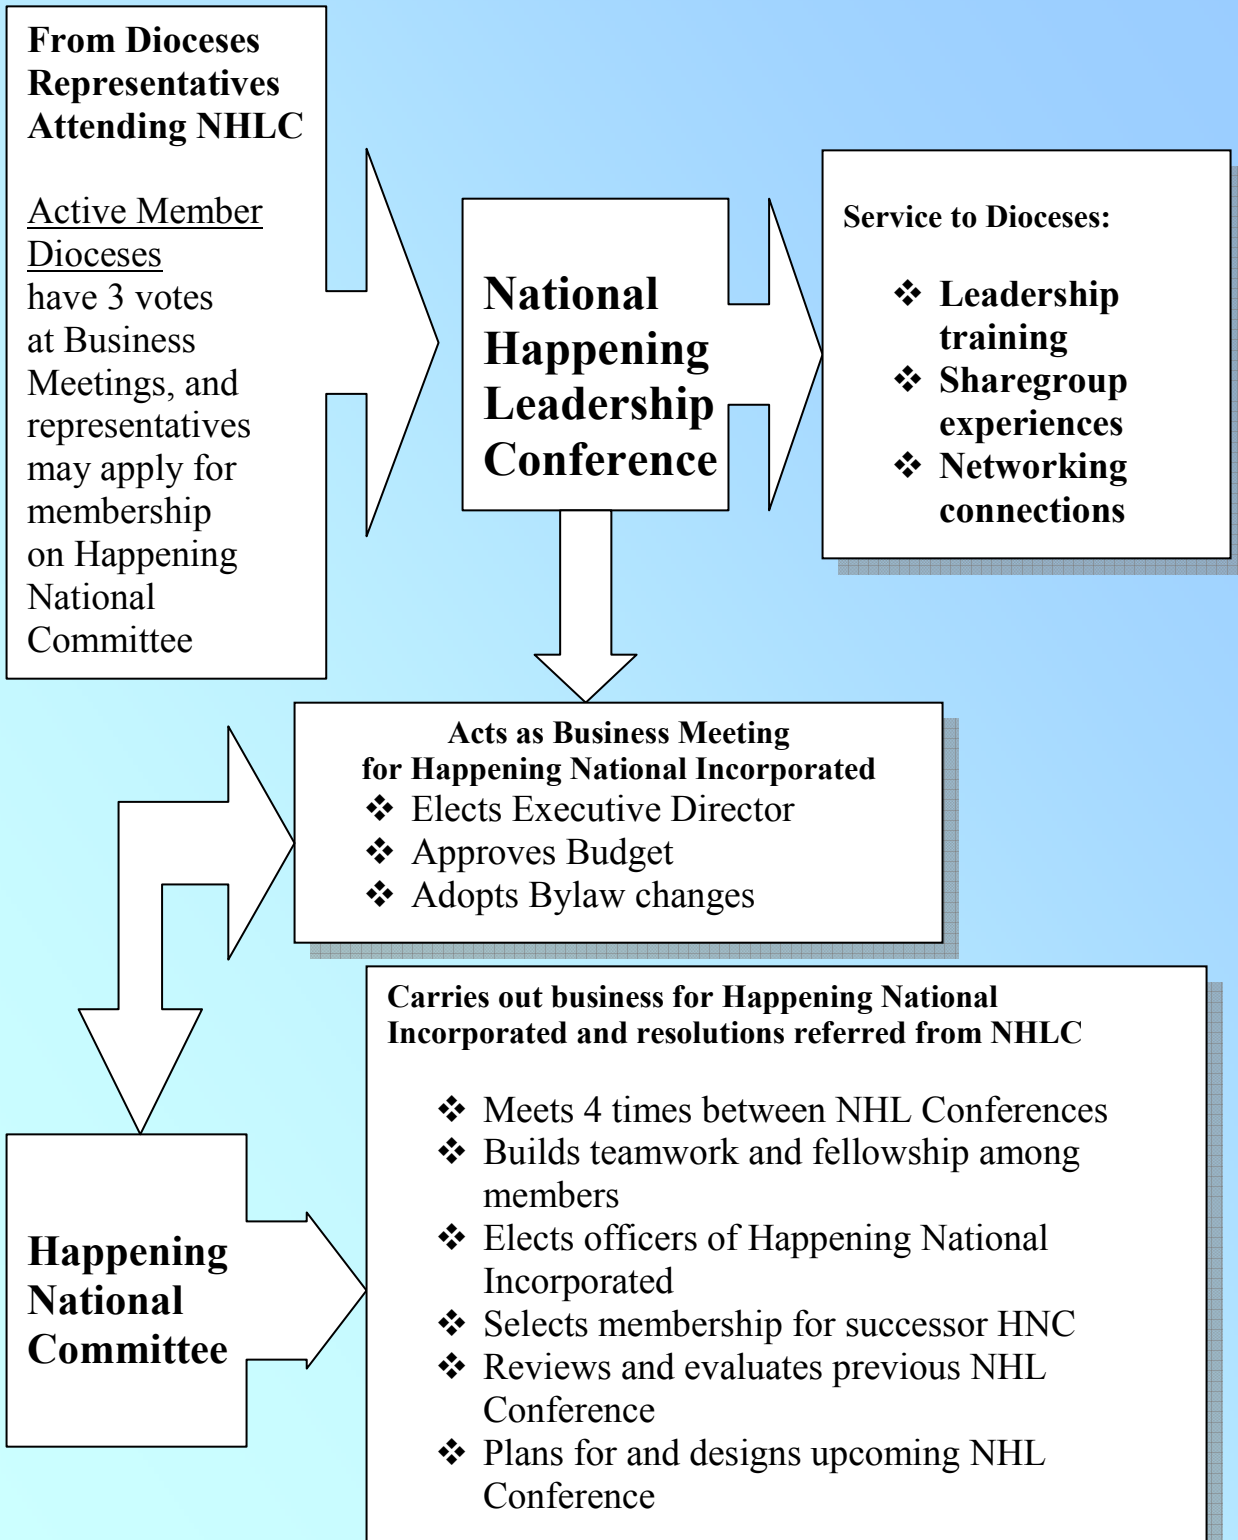 From Dioceses
Representatives
Attending NHLC
Active Member
Dioceses
have 3 votes
at Business
Meetings, and
representatives
may apply for
membership
on Happening
National
Committee
National
Happening
Leadership
Conference
Service to Dioceses:
❖ Leadership
training
❖ Sharegroup
experiences
❖ Networking
connections
Acts as Business Meeting
for Happening National Incorporated
❖ Elects Executive Director
❖ Approves Budget
❖ Adopts Bylaw changes
Happening
National
Committee
Carries out business for Happening National
Incorporated and resolutions referred from NHLC
❖ Meets 4 times between NHL Conferences
❖ Builds teamwork and fellowship among
members
❖ Elects officers of Happening National
Incorporated
❖ Selects membership for successor HNC
❖ Reviews and evaluates previous NHL
Conference
❖ Plans for and designs upcoming NHL
Conference